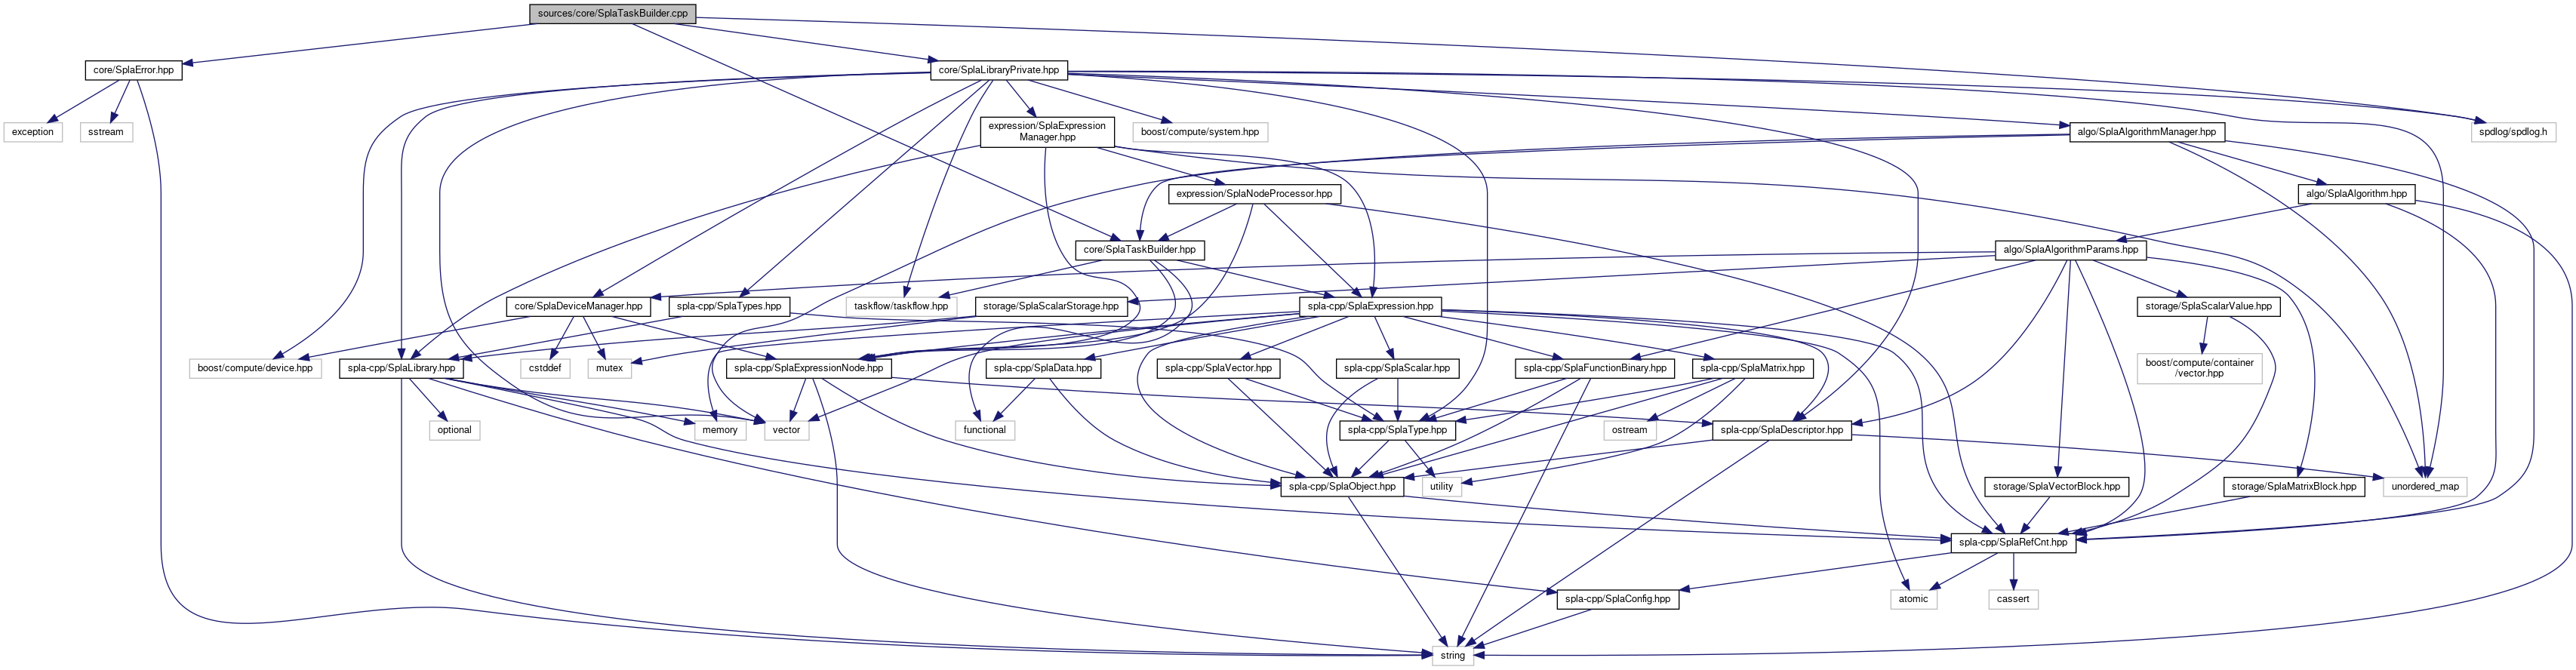 sources/core/SplaTaskBuilder.cpp
core/SplaError.hpp
core/SplaLibraryPrivate.hpp
exception
sstream
expression/SplaExpression
Manager.hpp
boost/compute/system.hpp
algo/SplaAlgorithmManager.hpp
spdlog/spdlog.h
expression/SplaNodeProcessor.hpp
algo/SplaAlgorithm.hpp
core/SplaTaskBuilder.hpp
algo/SplaAlgorithmParams.hpp
core/SplaDeviceManager.hpp
spla-cpp/SplaTypes.hpp
taskflow/taskflow.hpp
storage/SplaScalarStorage.hpp
spla-cpp/SplaExpression.hpp
storage/SplaScalarValue.hpp
boost/compute/device.hpp
spla-cpp/SplaLibrary.hpp
cstddef
mutex
spla-cpp/SplaExpressionNode.hpp
spla-cpp/SplaData.hpp
spla-cpp/SplaVector.hpp
spla-cpp/SplaScalar.hpp
spla-cpp/SplaFunctionBinary.hpp
spla-cpp/SplaMatrix.hpp
boost/compute/container
/vector.hpp
optional
memory
vector
functional
spla-cpp/SplaType.hpp
ostream
spla-cpp/SplaDescriptor.hpp
spla-cpp/SplaObject.hpp
utility
storage/SplaVectorBlock.hpp
storage/SplaMatrixBlock.hpp
unordered_map
spla-cpp/SplaRefCnt.hpp
spla-cpp/SplaConfig.hpp
atomic
cassert
string